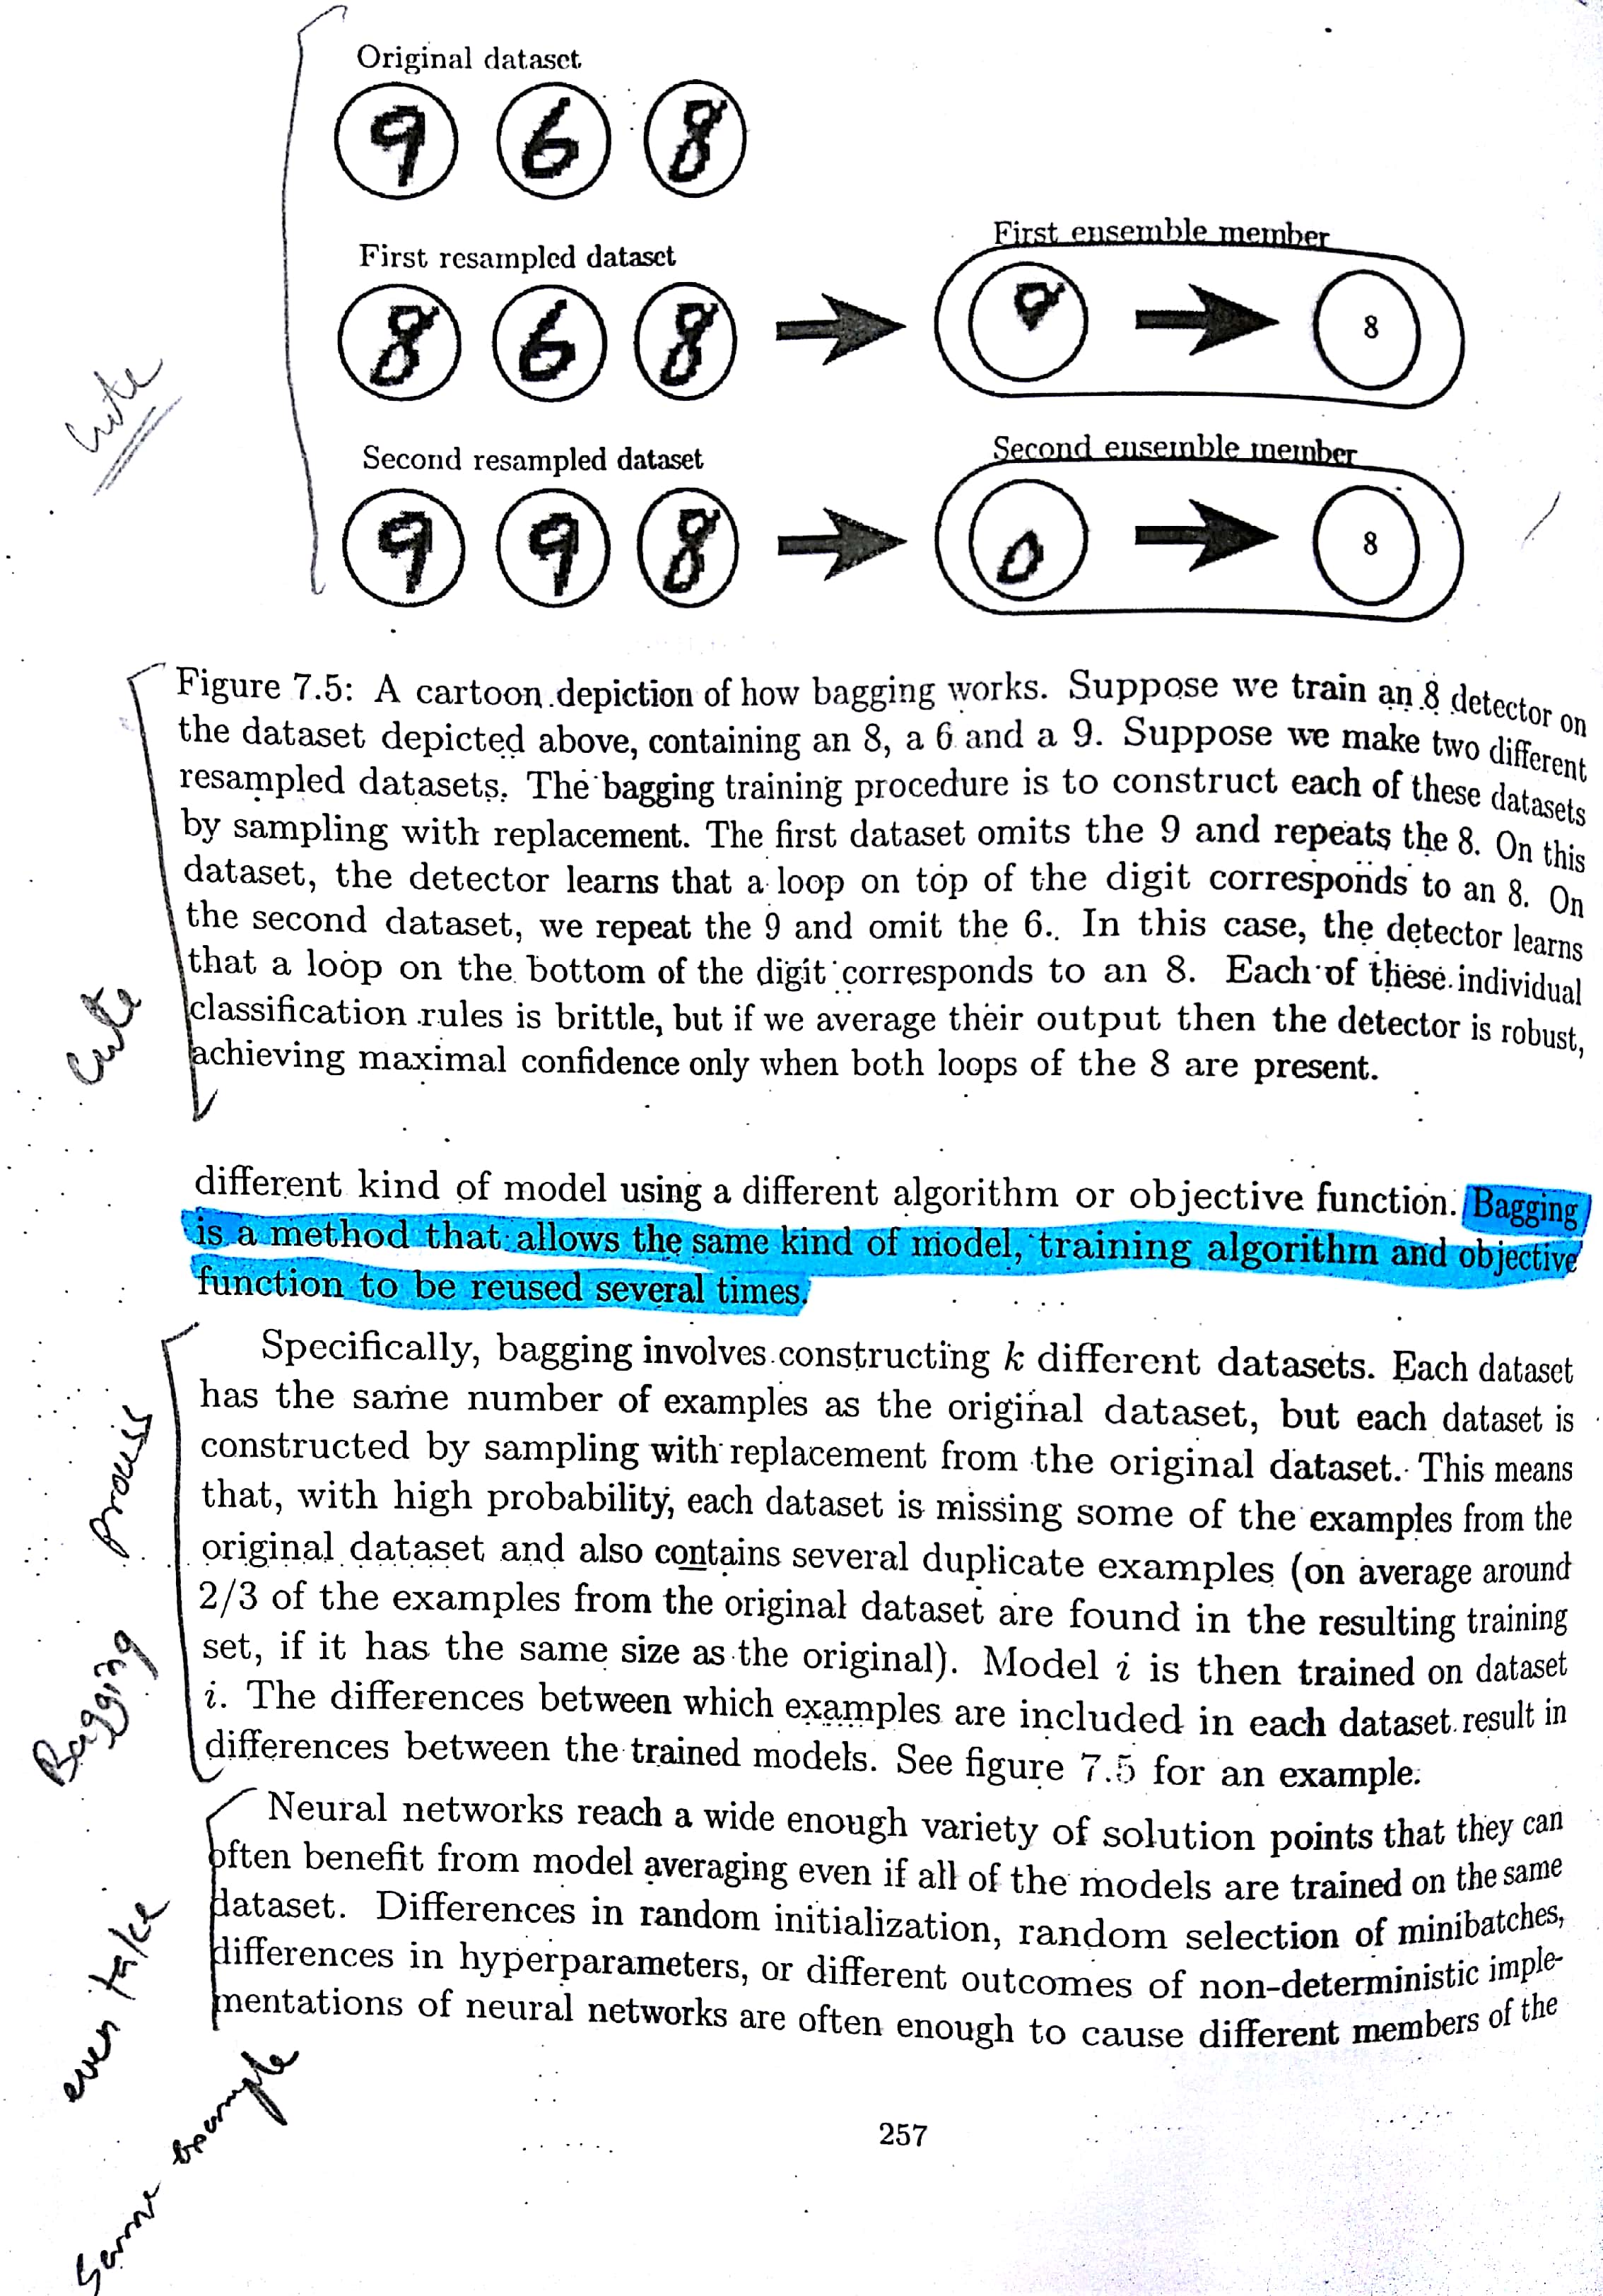 Original dataset
9 6 8
First resampled dataset
First ensemble member
8 6 8
8
Cute
Second resampled dataset
Second ensemble member
9 9 8
8
Figure 7.5: A cartoon depiction of how bagging works. Suppose we train an 8 detector on
the dataset depicted above, containing an 8, a 6 and a 9. Suppose we make two different
resampled datasets. The bagging training procedure is to construct each of these datasets
by sampling with replacement. The first dataset omits the 9 and repeats the 8. On this
dataset, the detector learns that a loop on top of the digit corresponds to an 8. On
the second dataset, we repeat the 9 and omit the 6. In this case, the detector learns
that a loop on the bottom of the digit corresponds to an 8. Each of these individual
classification rules is brittle, but if we average their output then the detector is robust,
achieving maximal confidence only when both loops of the 8 are present.
Cute
different kind of model using a different algorithm or objective function. Bagging
is a method that allows the same kind of model, training algorithm and objective
function to be reused several times.
Specifically, bagging involves constructing k different datasets. Each dataset
has the same number of examples as the original dataset, but each dataset is
constructed by sampling with replacement from the original dataset. This means
that, with high probability, each dataset is missing some of the examples from the
original dataset and also contains several duplicate examples (on average around
2/3 of the examples from the original dataset are found in the resulting training
set, if it has the same size as the original). Model i is then trained on dataset
i. The differences between which examples are included in each dataset result in
differences between the trained models. See figure 7.5 for an example.
Bagging Process
Neural networks reach a wide enough variety of solution points that they can
often benefit from model averaging even if all of the models are trained on the same
dataset. Differences in random initialization, random selection of minibatches,
differences in hyperparameters, or different outcomes of non-deterministic imple-
mentations of neural networks are often enough to cause different members of the
even take
Same example
257